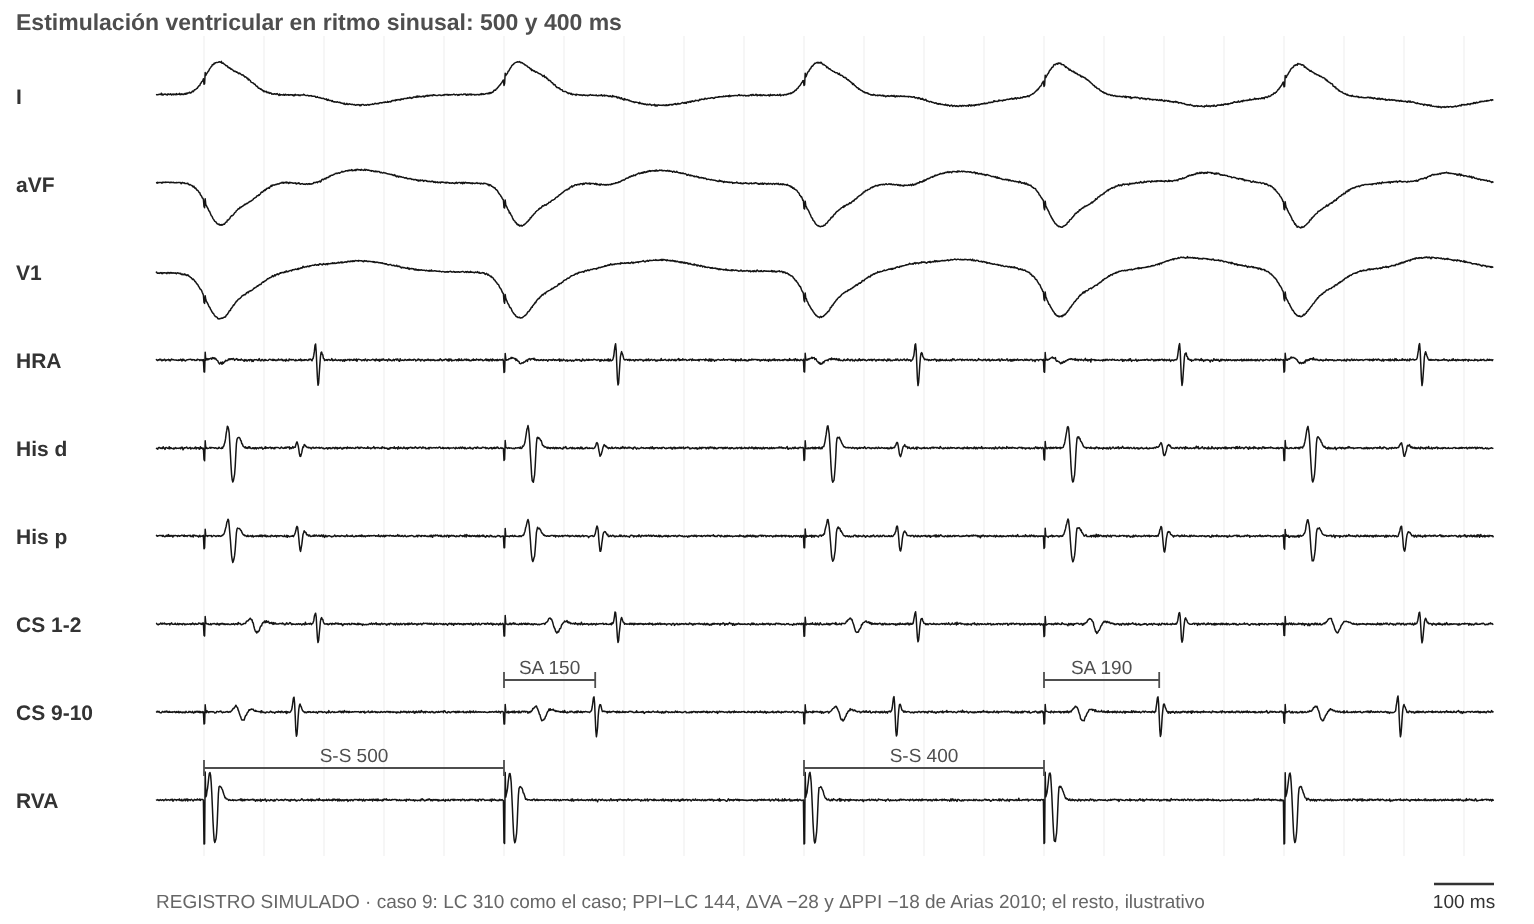 Estimulación ventricular en ritmo sinusal: 500 y 400 ms
I
aVF
V1
HRA
His d
His p
CS 1-2
SA 150
SA 190
CS 9-10
S-S 500
S-S 400
RVA
REGISTRO SIMULADO · caso 9: LC 310 como el caso; PPI−LC 144, ΔVA −28 y ΔPPI −18 de Arias 2010; el resto, ilustrativo
100 ms